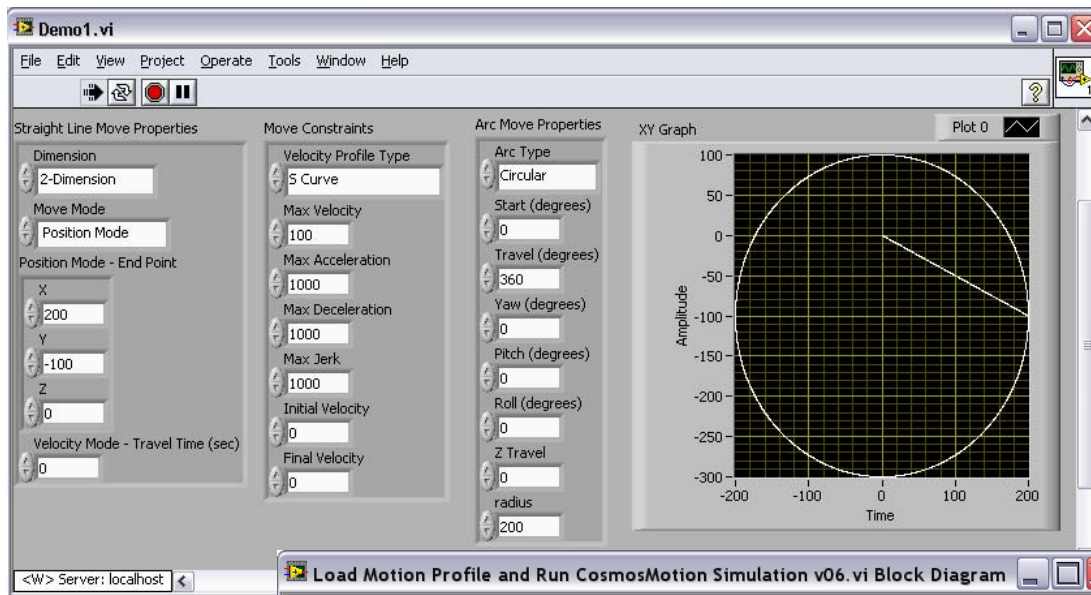 Demo1.vi
File Edit View Project Operate Tools Window Help
Straight Line Move Properties
Dimension
2-Dimension
Move Mode
Position Mode
Position Mode - End Point
X
200
Y
-100
Z
0
Velocity Mode - Travel Time (sec)
0
Move Constraints
Velocity Profile Type
S Curve
Max Velocity
100
Max Acceleration
1000
Max Deceleration
1000
Max Jerk
1000
Initial Velocity
0
Final Velocity
0
Arc Move Properties
Arc Type
Circular
Start (degrees)
0
Travel (degrees)
360
Yaw (degrees)
0
Pitch (degrees)
0
Roll (degrees)
0
Z Travel
0
radius
200
XY Graph
Plot 0
Amplitude
100
50
0
-50
-100
-150
-200
-250
-300
-200 -100 0 100 200
Time
?
1
<W> Server: localhost
Load Motion Profile and Run CosmosMotion Simulation v06.vi Block Diagram